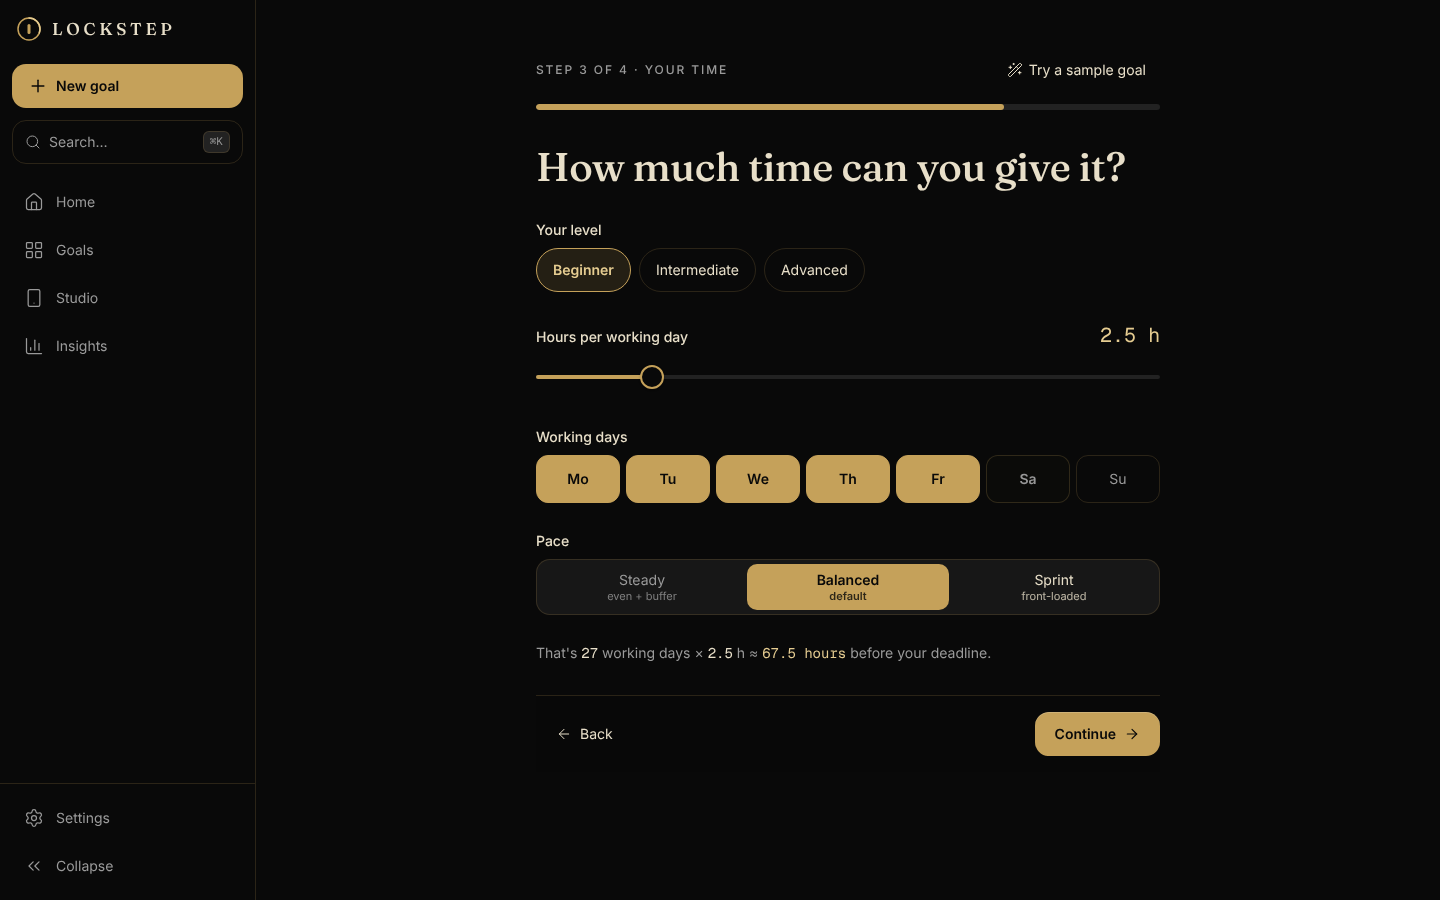 LOCKSTEP
New goal
Search...
⌘K
Home
Goals
Studio
Insights
Settings
Collapse
STEP 3 OF 4 · YOUR TIME
Try a sample goal
How much time can you give it?
Your level
Beginner
Intermediate
Advanced
Hours per working day
2.5 h
Working days
Mo
Tu
We
Th
Fr
Sa
Su
Pace
Steady
even + buffer
Balanced
default
Sprint
front-loaded
That's 27 working days × 2.5 h ≈ 67.5 hours before your deadline.
Back
Continue